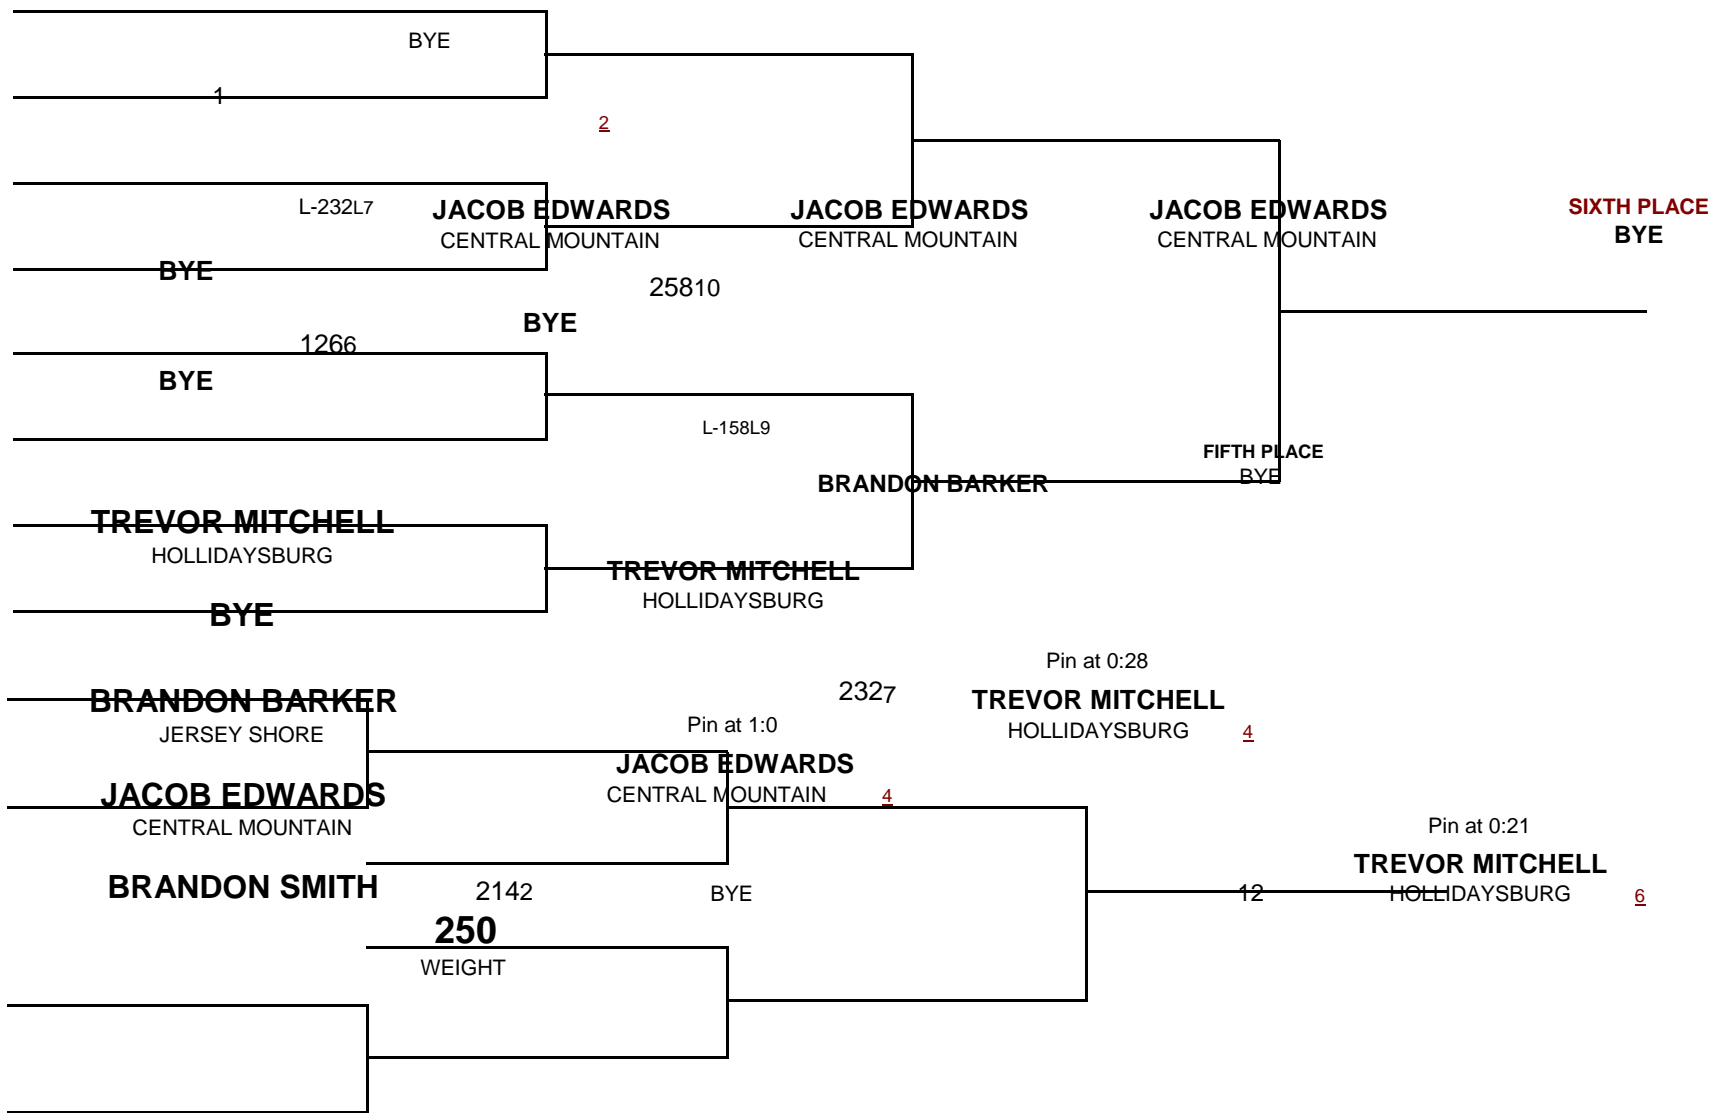 BYE
1
2
L-232L7
JACOB EDWARDS
CENTRAL MOUNTAIN
JACOB EDWARDS
CENTRAL MOUNTAIN
JACOB EDWARDS
CENTRAL MOUNTAIN
SIXTH PLACE
BYE
BYE
25810
BYE
1266
BYE
L-158L9
FIFTH PLACE
BYE
BRANDON BARKER
TREVOR MITCHELL
HOLLIDAYSBURG
TREVOR MITCHELL
HOLLIDAYSBURG
BYE
Pin at 0:28
2327
TREVOR MITCHELL
HOLLIDAYSBURG 4
BRANDON BARKER
JERSEY SHORE
Pin at 1:0
JACOB EDWARDS
CENTRAL MOUNTAIN 4
JACOB EDWARDS
CENTRAL MOUNTAIN
Pin at 0:21
TREVOR MITCHELL
HOLLIDAYSBURG 6
12
BRANDON SMITH
2142
BYE
250
WEIGHT